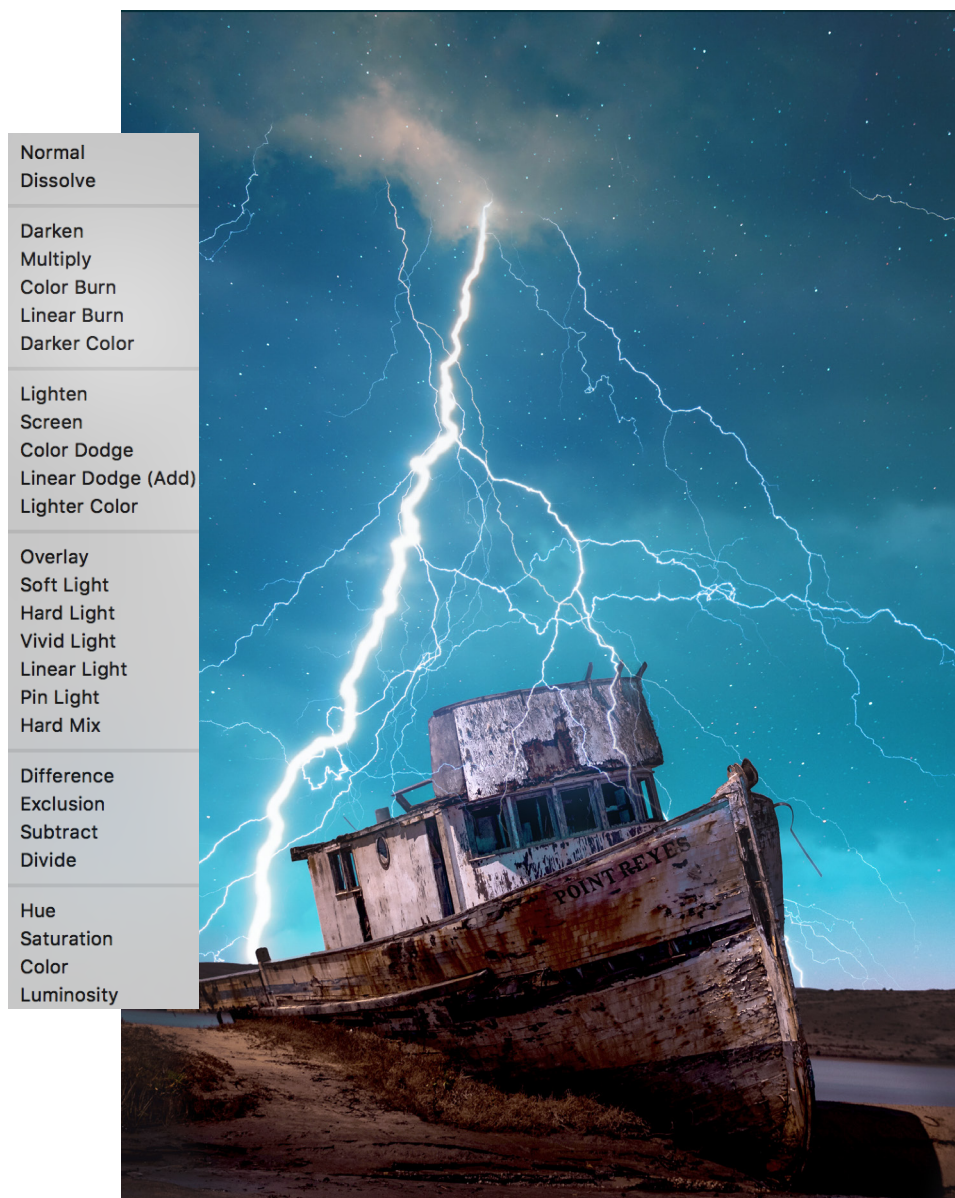 Normal
Dissolve
Darken
Multiply
Color Burn
Linear Burn
Darker Color
Lighten
Screen
Color Dodge
Linear Dodge (Add)
Lighter Color
Overlay
Soft Light
Hard Light
Vivid Light
Linear Light
Pin Light
Hard Mix
Difference
Exclusion
Subtract
Divide
Hue
Saturation
Color
Luminosity
POINT REYES